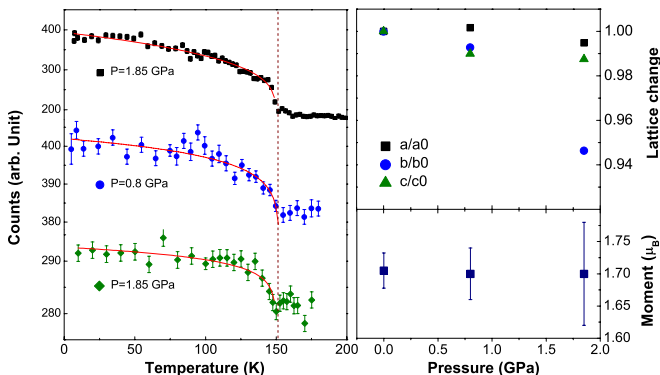 400
300
200
P=1.85 GPa
400
390
380
P=0.8 GPa
290
280
P=1.85 GPa
Counts (arb. Unit)
0 50 100 150 200
Temperature (K)
1.00
0.98
0.96
0.94
Lattice change
a/a0
b/b0
c/c0
1.75
1.70
1.65
1.60
Moment (μB)
0.0 0.5 1.0 1.5 2.0
Pressure (GPa)